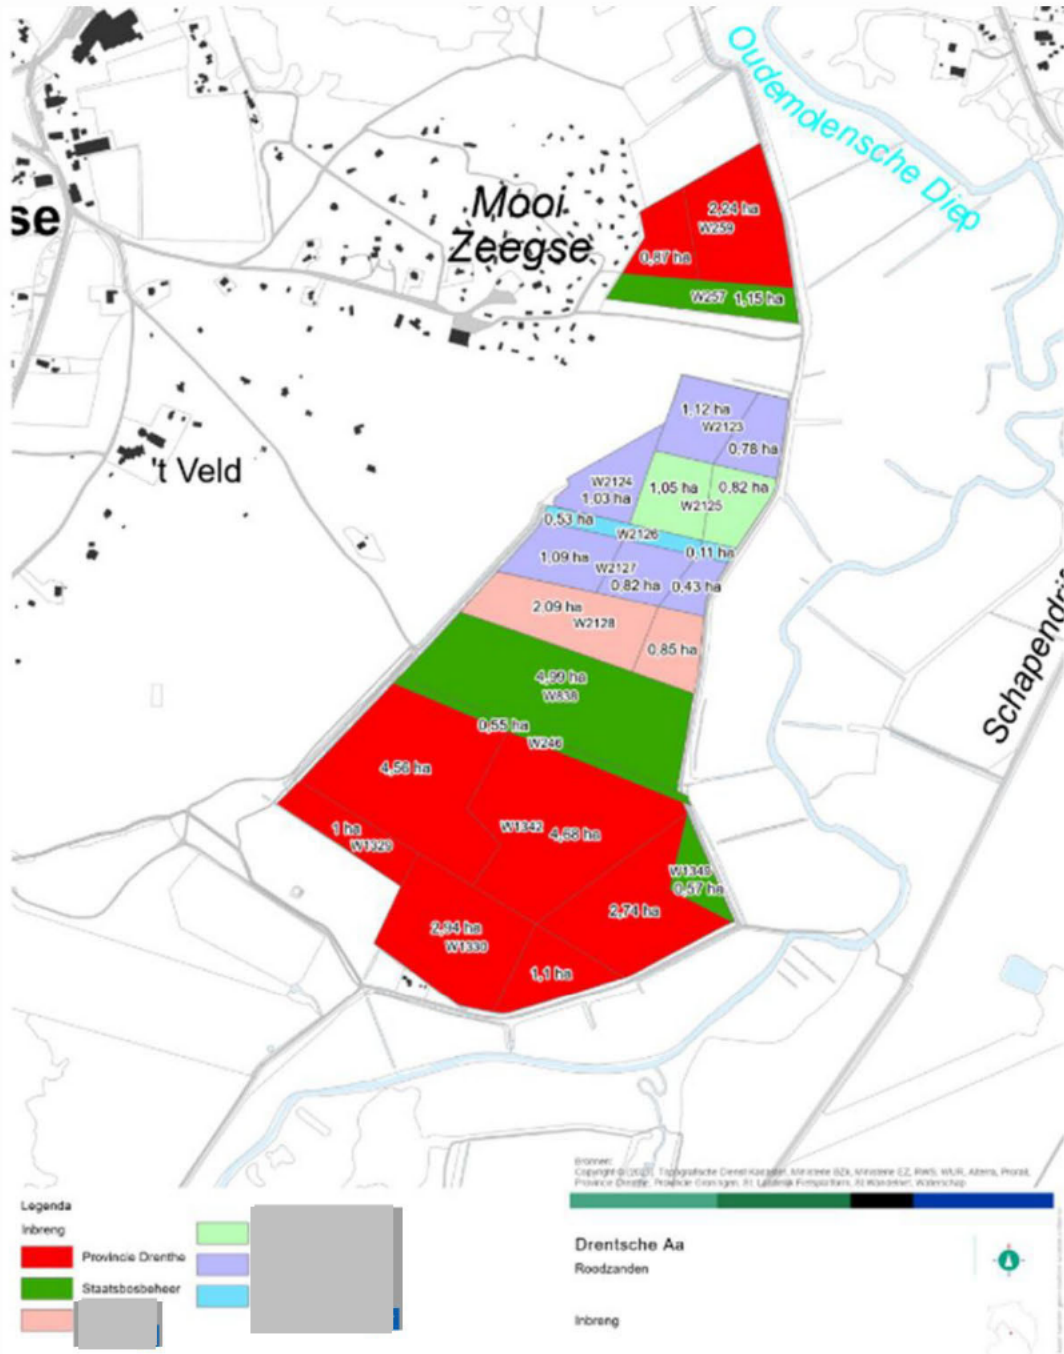 Oudemolensche Diep
Mooi
Zeegse
se
2,24 ha
W259
0,87 ha
W257 1,15 ha
1,12 ha
W2123
0,78 ha
't Veld
W2124
1,03 ha
1,05 ha
0,82 ha
W2125
0,53 ha
W2126
0,11 ha
1,09 ha
W2127
0,82 ha
0,43 ha
2,09 ha
W2128
0,85 ha
Schapendrif
4,99 ha
W838
0,55 ha
W246
4,56 ha
1 ha
W1329
W1342 4,68 ha
W1349
0,57 ha
2,74 ha
2,94 ha
W1330
1,1 ha
Bronnen:
Legenda
Inbreng
Provincie Drenthe
Staatsbosbeheer
Drentsche Aa
Roodzanden
Inbreng